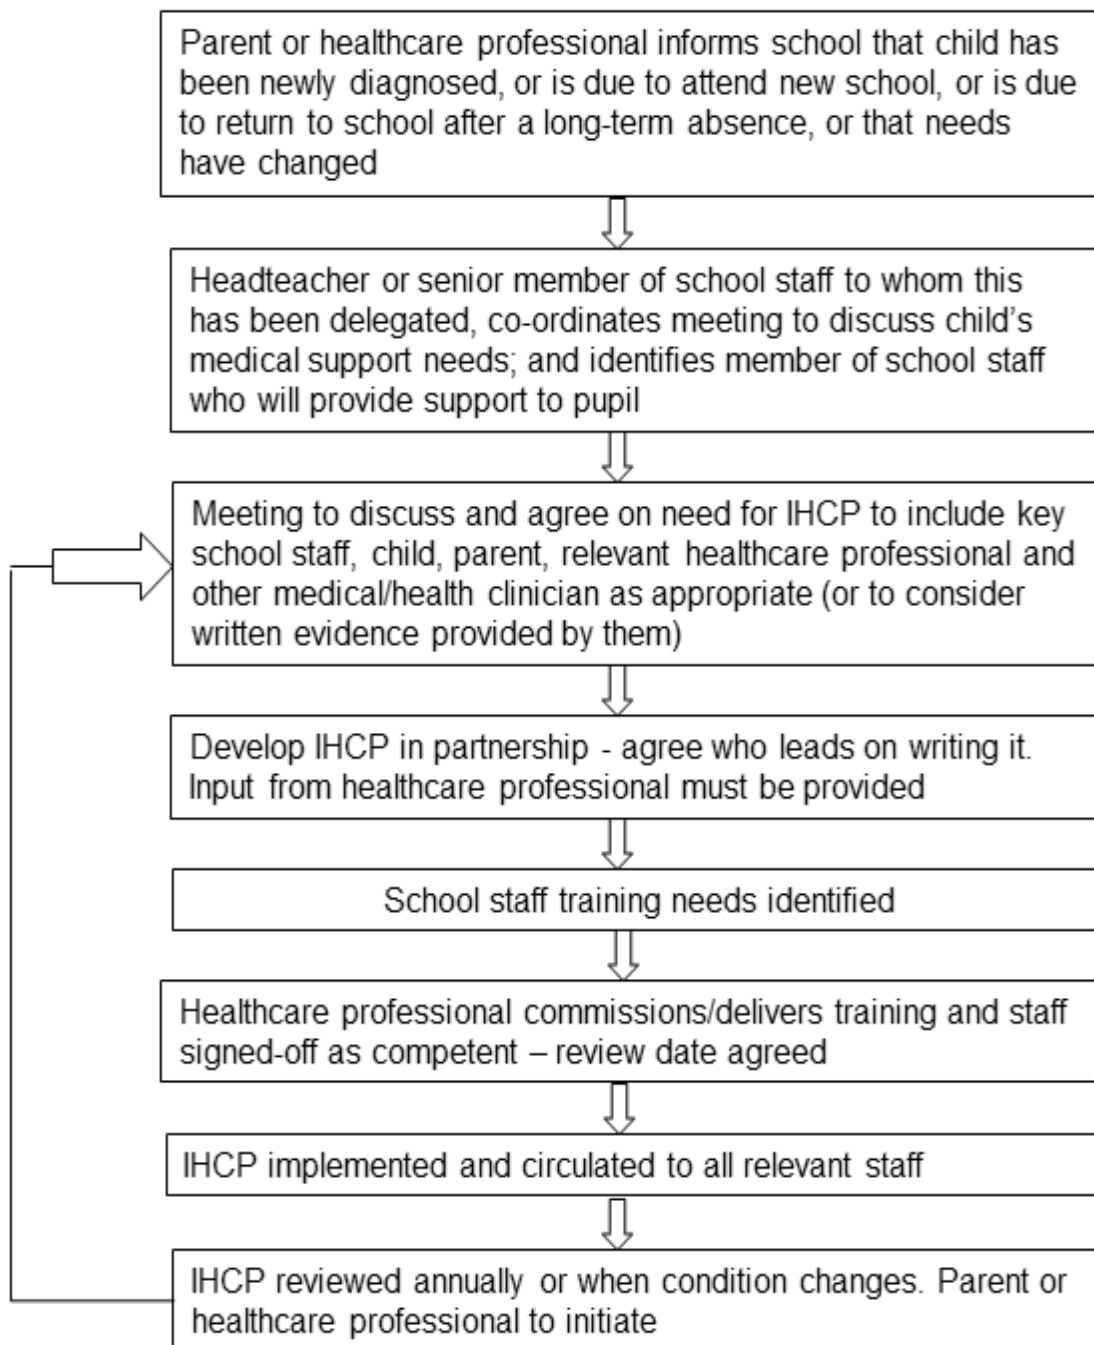 Parent or healthcare professional informs school that child has
been newly diagnosed, or is due to attend new school, or is due
to return to school after a long-term absence, or that needs
have changed
Headteacher or senior member of school staff to whom this
has been delegated, co-ordinates meeting to discuss child’s
medical support needs; and identifies member of school staff
who will provide support to pupil
Meeting to discuss and agree on need for IHCP to include key
school staff, child, parent, relevant healthcare professional and
other medical/health clinician as appropriate (or to consider
written evidence provided by them)
Develop IHCP in partnership - agree who leads on writing it.
Input from healthcare professional must be provided
School staff training needs identified
Healthcare professional commissions/delivers training and staff
signed-off as competent – review date agreed
IHCP implemented and circulated to all relevant staff
IHCP reviewed annually or when condition changes. Parent or
healthcare professional to initiate